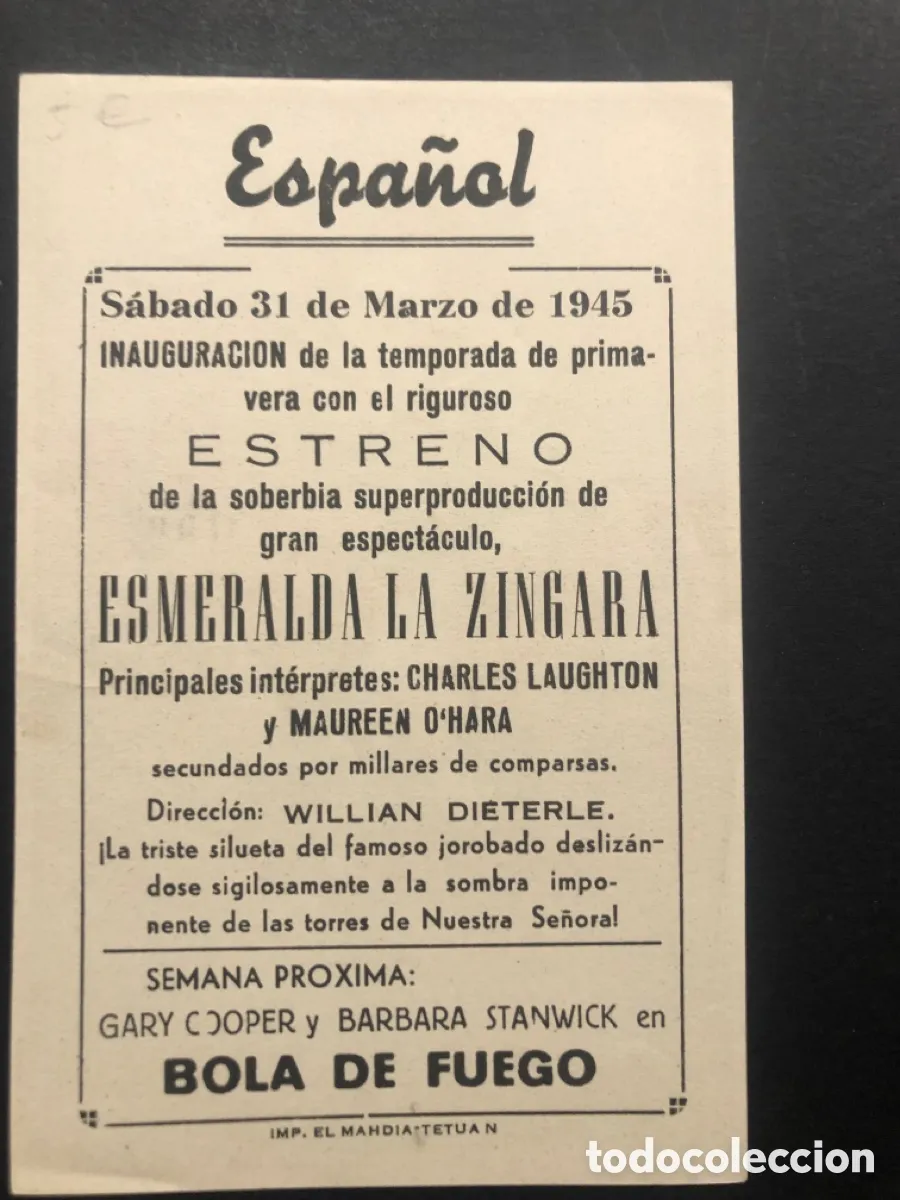 5 €
Español
Sábado 31 de Marzo de 1945
INAUGURACION de la temporada de prima-
vera con el riguroso
ESTRENO
de la soberbia superproducción de
gran espectáculo,
ESMERALDA LA ZINGARA
Principales intérpretes: CHARLES LAUGHTON
y MAUREEN O'HARA
secundados por millares de comparsas.
Dirección: WILLIAN DIETERLE.
¡La triste silueta del famoso jorobado deslizán-
dose sigilosamente a la sombra impo-
nente de las torres de Nuestra Señora!
SEMANA PROXIMA:
GARY COOPER y BARBARA STANWICK en
BOLA DE FUEGO
IMP. EL MAHDIA-TETUAN
todocoleccion